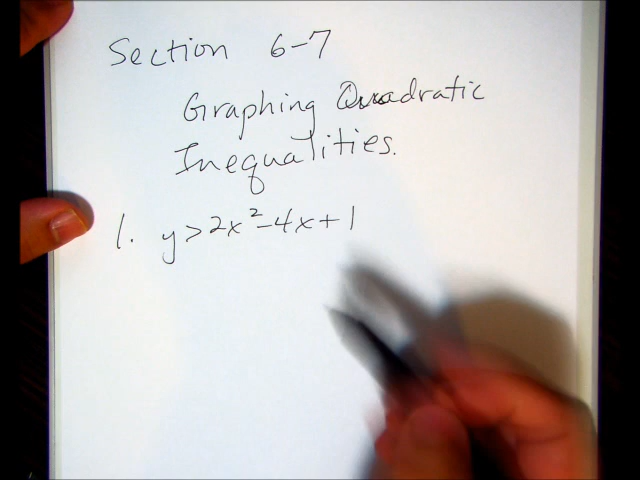 Section 6-7
Graphing Quadratic
Inequalities.
1. y>2x²-4x+1